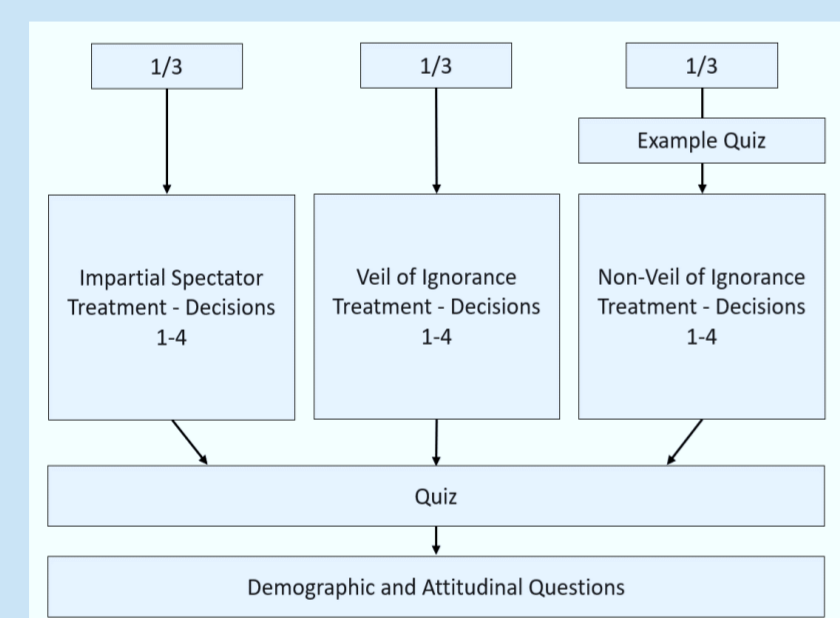 1/3
1/3
1/3
Example Quiz
Impartial Spectator
Treatment - Decisions
1-4
Veil of Ignorance
Treatment - Decisions
1-4
Non-Veil of Ignorance
Treatment - Decisions
1-4
Quiz
Demographic and Attitudinal Questions